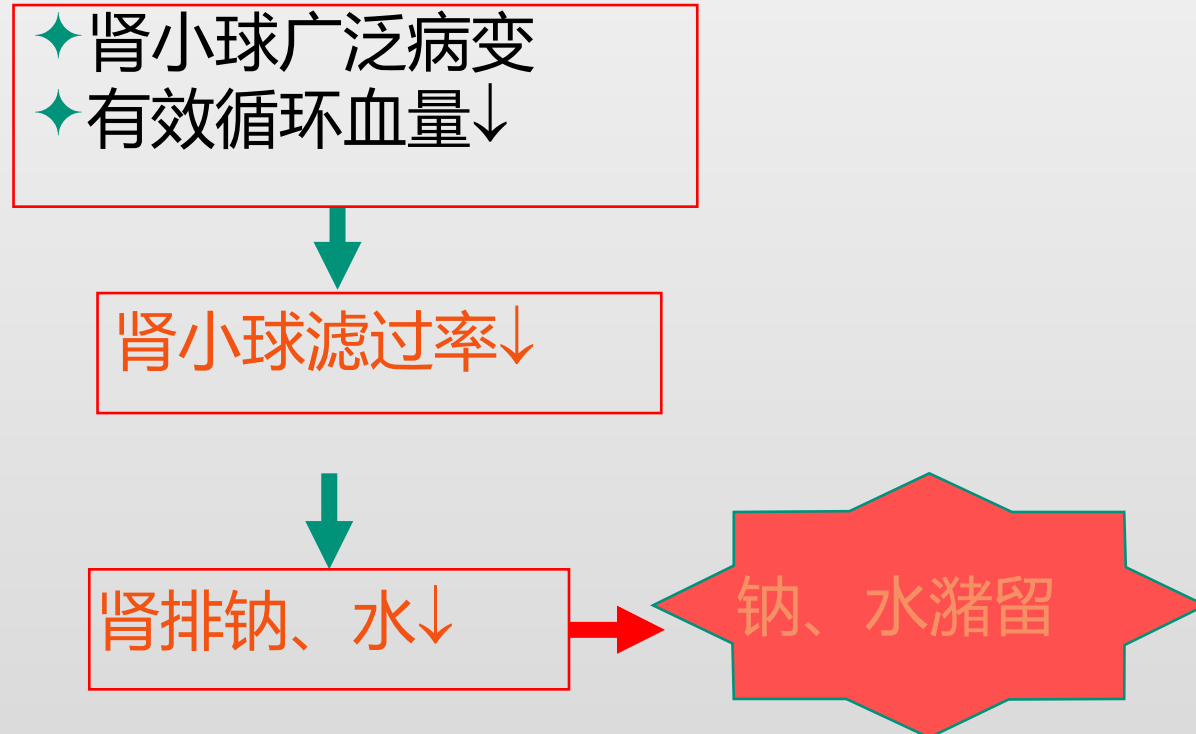 ✦肾小球广泛病变
✦有效循环血量↓
肾小球滤过率↓
肾排钠、水↓
钠、水潴留